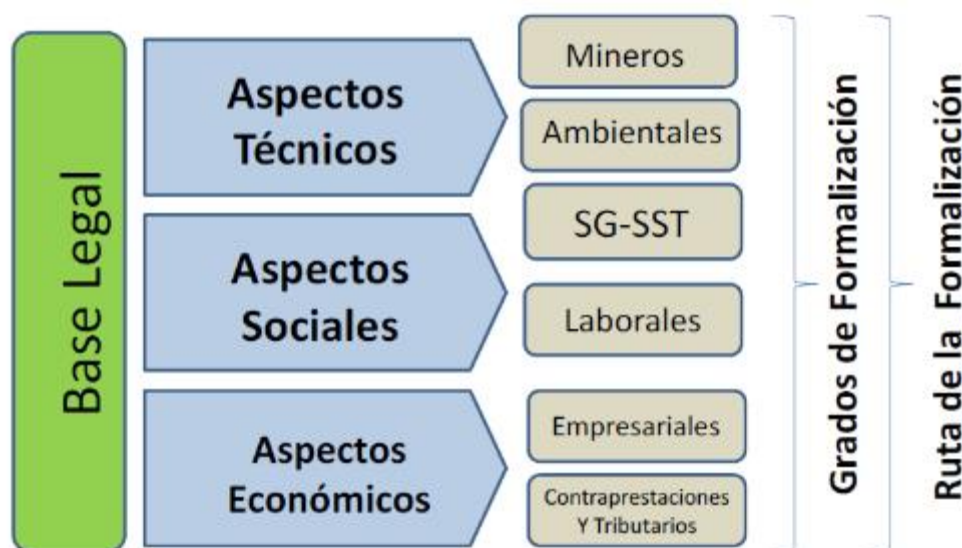 Base Legal
Aspectos
Técnicos
Mineros
Ambientales
Aspectos
Sociales
SG-SST
Laborales
Aspectos
Económicos
Empresariales
Contraprestaciones
Y Tributarios
Grados de Formalización
Ruta de la Formalización